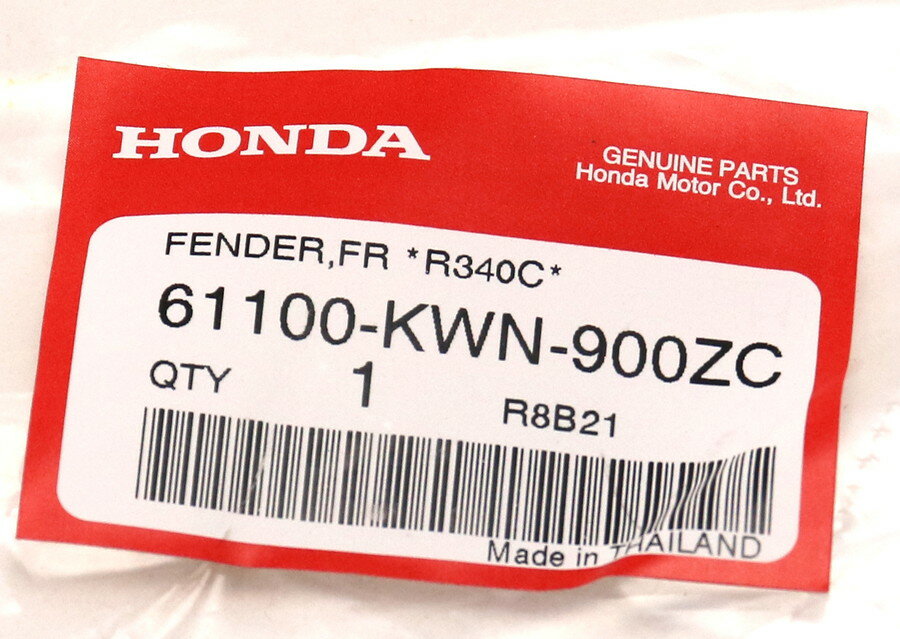 HONDA
GENUINE PARTS
Honda Motor Co., Ltd.
FENDER,FR *R340C*
61100-KWN-900ZC
QTY 1
R8B21
Made in THAILAND